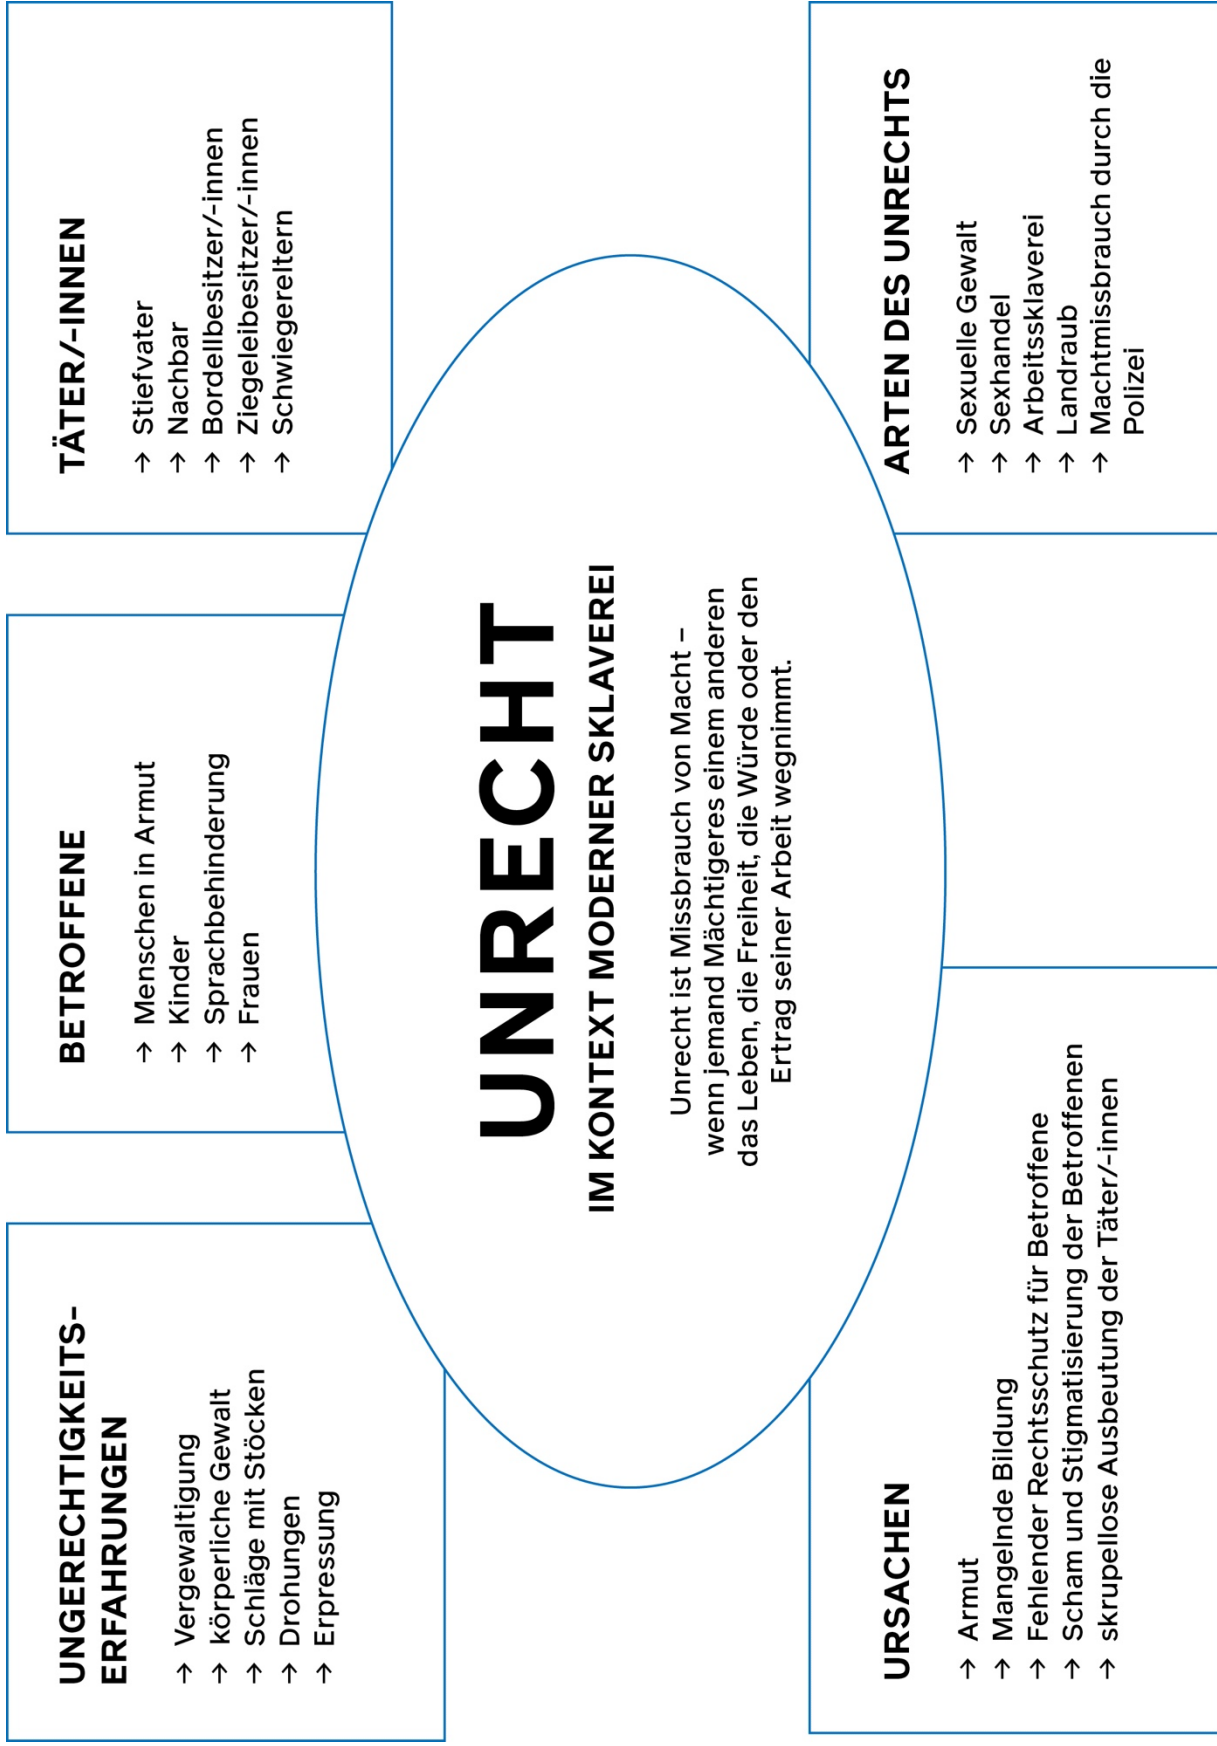 UNGERECHTIGKEITS-
ERFAHRUNGEN
→ Vergewaltigung
→ körperliche Gewalt
→ Schläge mit Stöcken
→ Drohungen
→ Erpressung
BETROFFENE
→ Menschen in Armut
→ Kinder
→ Sprachbehinderung
→ Frauen
TÄTER/-INNEN
→ Stiefvater
→ Nachbar
→ Bordellbesitzer/-innen
→ Ziegeleibesitzer/-innen
→ Schwiegereltern
UNRECHT
IM KONTEXT MODERNER SKLAVEREI
Unrecht ist Missbrauch von Macht –
wenn jemand Mächtigeres einem anderen
das Leben, die Freiheit, die Würde oder den
Ertrag seiner Arbeit wegnimmt.
URSACHEN
→ Armut
→ Mangelnde Bildung
→ Fehlender Rechtsschutz für Betroffene
→ Scham und Stigmatisierung der Betroffenen
→ skrupellose Ausbeutung der Täter/-innen
ARTEN DES UNRECHTS
→ Sexuelle Gewalt
→ Sexhandel
→ Arbeitssklaverei
→ Landraub
→ Machtmissbrauch durch die
Polizei